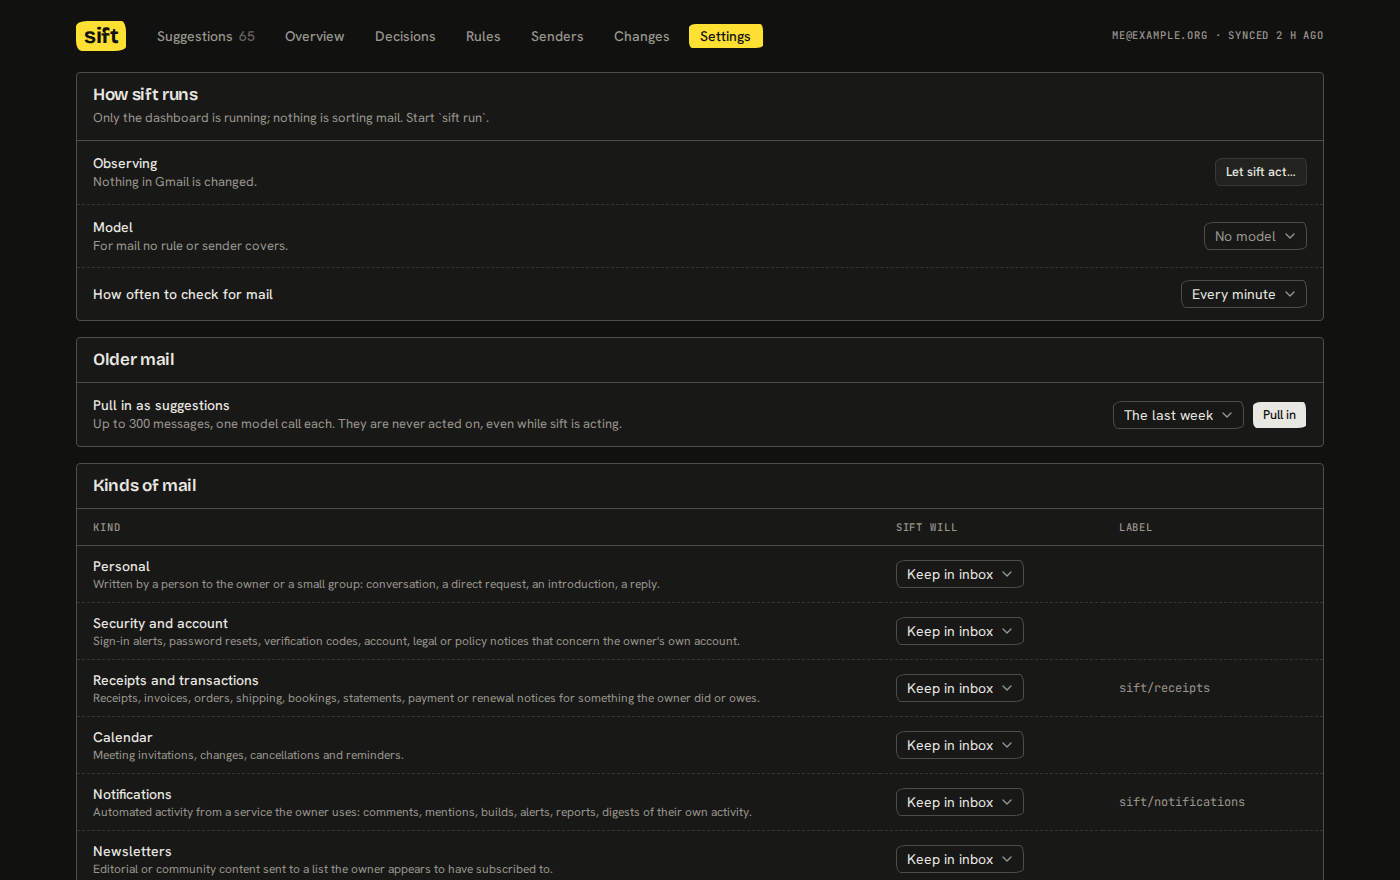 sift Suggestions 65 Overview Decisions Rules Senders Changes Settings ME@EXAMPLE.ORG · SYNCED 2 H AGO
How sift runs
Only the dashboard is running; nothing is sorting mail. Start `sift run`.
Observing
Nothing in Gmail is changed.
Let sift act...
Model
For mail no rule or sender covers.
No model
How often to check for mail
Every minute
Older mail
Pull in as suggestions
Up to 300 messages, one model call each. They are never acted on, even while sift is acting.
The last week Pull in
Kinds of mail
KIND SIFT WILL LABEL
Personal
Written by a person to the owner or a small group: conversation, a direct request, an introduction, a reply.
Keep in inbox
Security and account
Sign-in alerts, password resets, verification codes, account, legal or policy notices that concern the owner's own account.
Keep in inbox
Receipts and transactions
Receipts, invoices, orders, shipping, bookings, statements, payment or renewal notices for something the owner did or owes.
Keep in inbox sift/receipts
Calendar
Meeting invitations, changes, cancellations and reminders.
Keep in inbox
Notifications
Automated activity from a service the owner uses: comments, mentions, builds, alerts, reports, digests of their own activity.
Keep in inbox sift/notifications
Newsletters
Editorial or community content sent to a list the owner appears to have subscribed to.
Keep in inbox